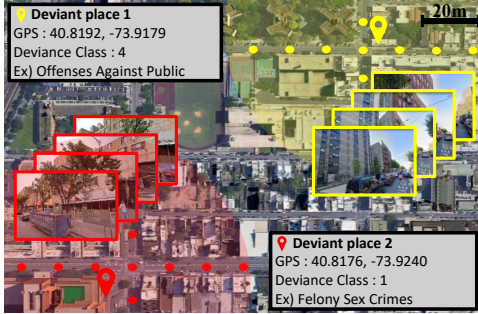 Deviant place 1
GPS : 40.8192, -73.9179
Deviance Class : 4
Ex) Offenses Against Public
20m
Deviant place 2
GPS : 40.8176, -73.9240
Deviance Class : 1
Ex) Felony Sex Crimes